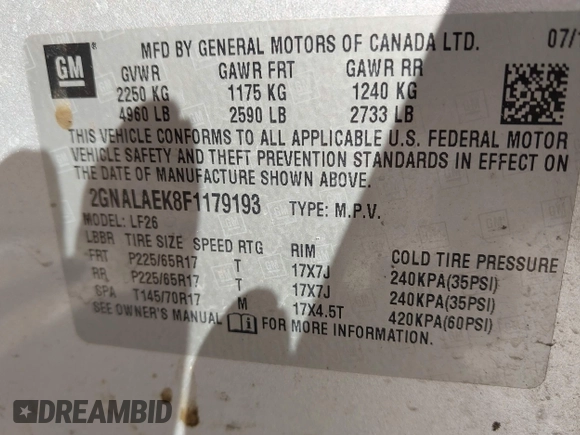 GM
MFD BY GENERAL MOTORS OF CANADA LTD. 07/1
GVWR GAWR FRT GAWR RR
2250 KG 1175 KG 1240 KG
4960 LB 2590 LB 2733 LB
THIS VEHICLE CONFORMS TO ALL APPLICABLE U.S. FEDERAL MOTOR
VEHICLE SAFETY AND THEFT PREVENTION STANDARDS IN EFFECT ON
THE DATE OF MANUFACTURE SHOWN ABOVE.
2GNALAEK8F1179193 TYPE: M.P.V.
MODEL: LF26
LBBR TIRE SIZE SPEED RTG RIM COLD TIRE PRESSURE
FRT P225/65R17 T 17X7J 240KPA(35PSI)
RR P225/65R17 T 17X7J 240KPA(35PSI)
SPA T145/70R17 M 17X4.5T 420KPA(60PSI)
SEE OWNER'S MANUAL FOR MORE INFORMATION.
DREAMBID